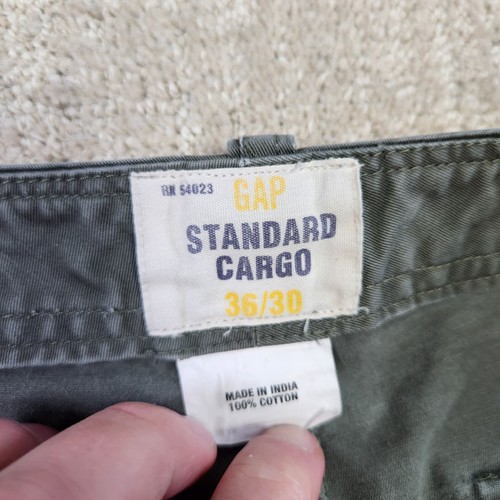 RN 54023
GAP
STANDARD
CARGO
36/30
MADE IN INDIA
100% COTTON